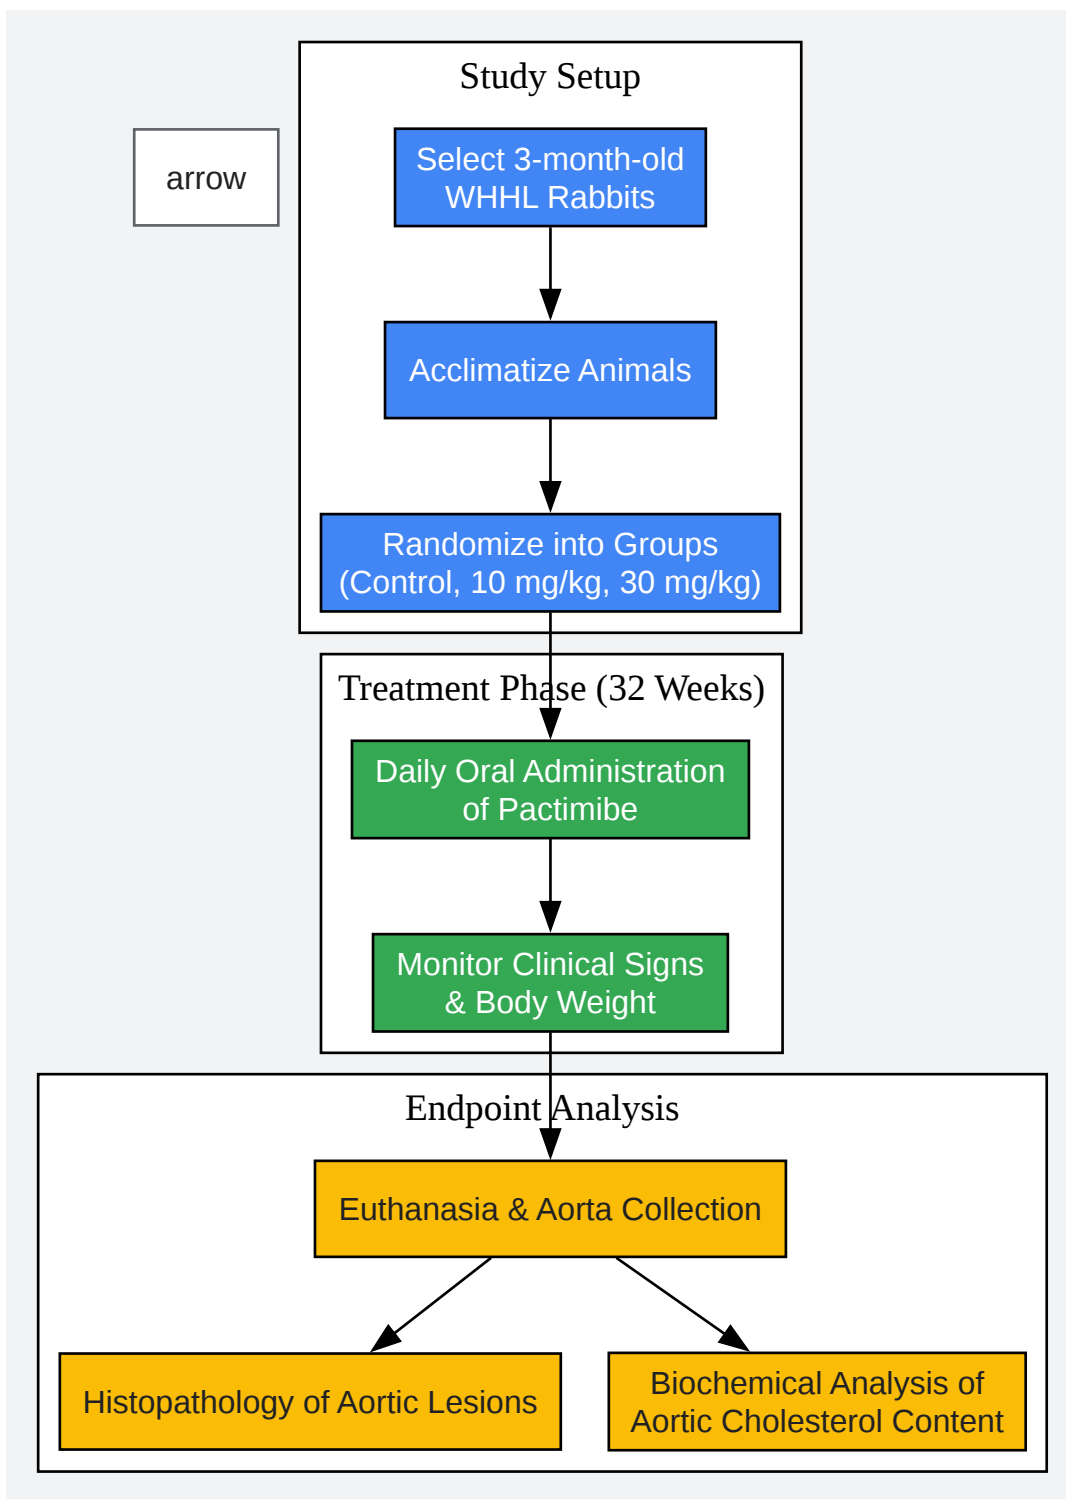 Study Setup
arrow
Select 3-month-old
WHHL Rabbits
Acclimatize Animals
Randomize into Groups
(Control, 10 mg/kg, 30 mg/kg)
Treatment Phase (32 Weeks)
Daily Oral Administration
of Pactimibe
Monitor Clinical Signs
& Body Weight
Endpoint Analysis
Euthanasia & Aorta Collection
Histopathology of Aortic Lesions
Biochemical Analysis of
Aortic Cholesterol Content